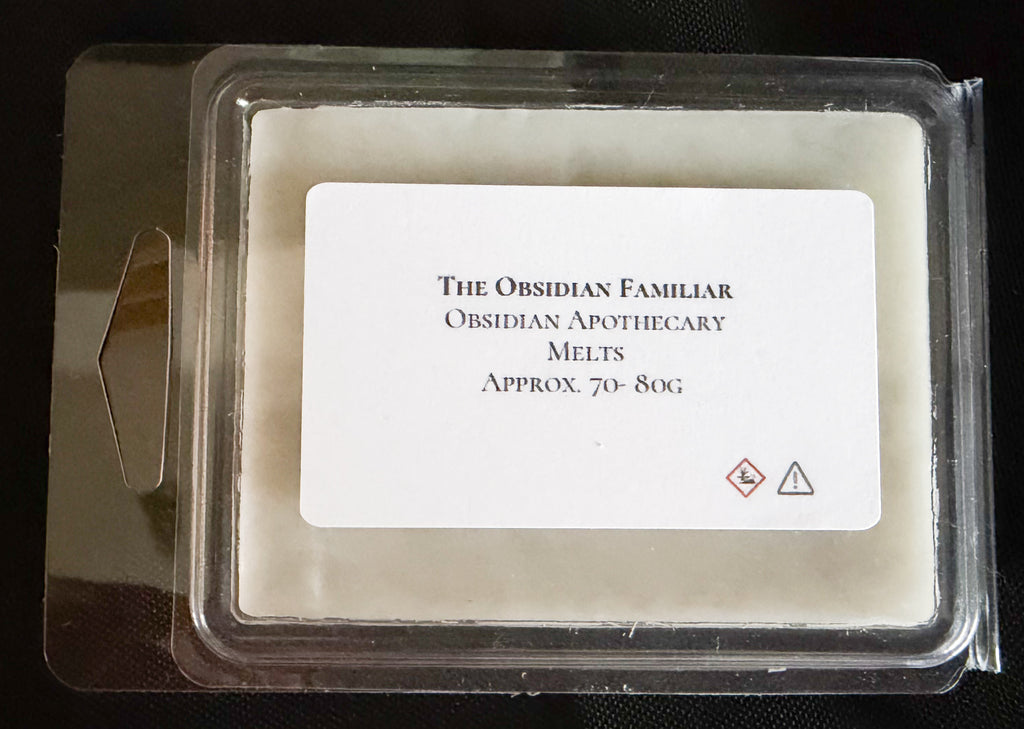 The Obsidian Familiar
Obsidian Apothecary
Melts
Approx. 70- 80g